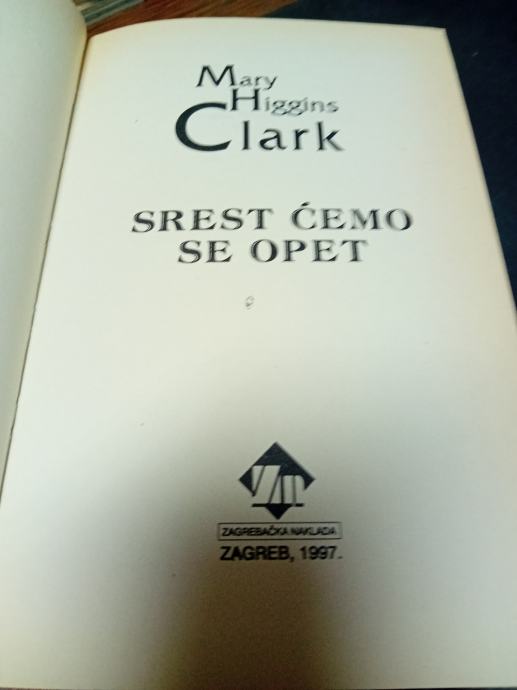 Mary
Higgins
Clark
SREST ĆEMO
SE OPET
ZAGREBAČKA NAKLADA
ZAGREB, 1997.